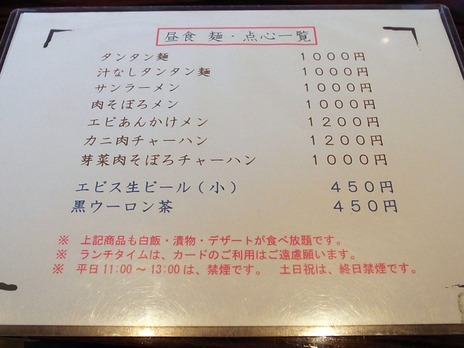 昼食 麺・点心一覧
タンタン麺 1000円
汁なしタンタン麺 1000円
サンラーメン 1000円
肉そぼろメン 1000円
エビあんかけメン 1200円
カニ肉チャーハン 1200円
芽菜肉そぼろチャーハン 1000円
エビス生ビール(小) 450円
黒ウーロン茶 450円
※ 上記商品も白飯・漬物・デザートが食べ放題です。
※ ランチタイムは、カードのご利用はご遠慮願います。
※ 平日11:00～13:00は、禁煙です。 土日祝は、終日禁煙です。